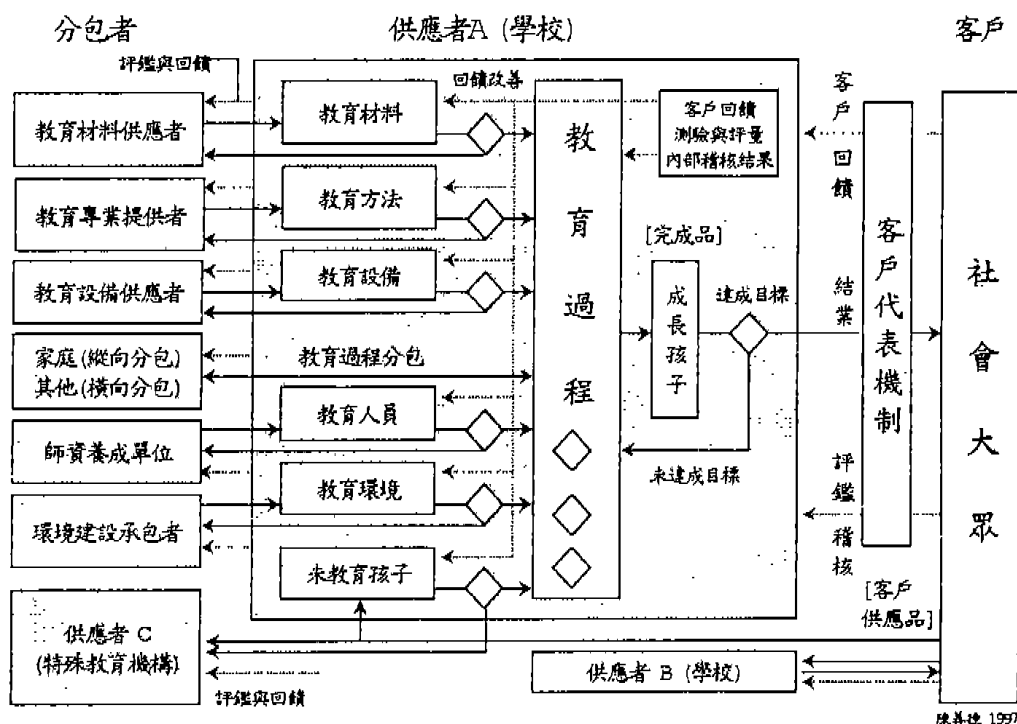 分包者
供應者A (學校)
客戶
評鑑與回饋
回饋改善
教育材料供應者
教育材料
客戶回饋
測驗與評量
內部稽核結果
教育專業提供者
教育方法
教育設備供應者
教育設備
家庭(縱向分包)
其他(橫向分包)
教育過程分包
師資養成單位
教育人員
環境建設承包者
教育環境
未教育孩子
教育過程
[完成品]
成長孩子
達成目標
未達成目標
客戶回饋
結業
評鑑稽核
客戶代表機制
社會大眾
[客戶
供應品]
供應者 C
(特殊教育機構)
評鑑與回饋
供應者 B (學校)
1997